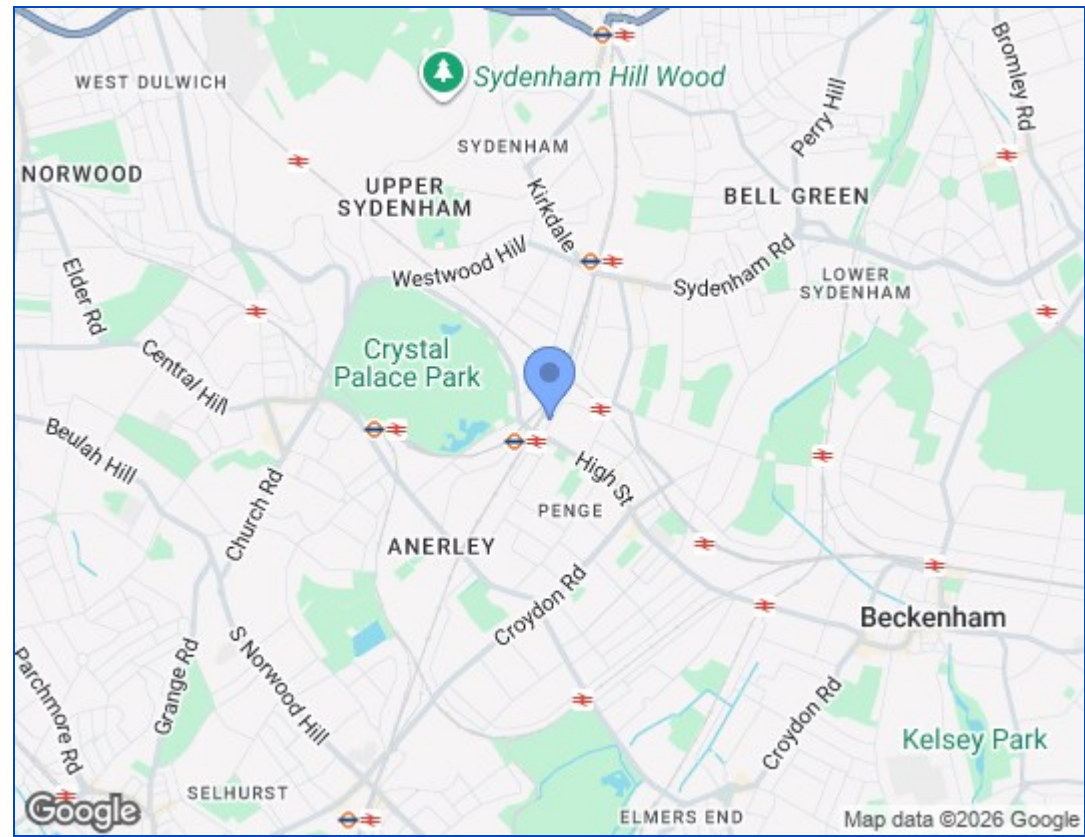 WEST DULWICH
Sydenham Hill Wood
Bromley Rd
Perry Hill
SYDENHAM
NORWOOD
UPPER
SYDENHAM
Kirkdale
BELL GREEN
Westwood Hill
Sydenham Rd
LOWER
SYDENHAM
Elder Rd
Crystal
Palace Park
Central Hill
Beulah Hill
High St
Church Rd
PENGE
ANERLEY
Croydon Rd
Beckenham
S Norwood Hill
Grange Rd
Parchmore Rd
Croydon Rd
Kelsey Park
SELHURST
ELMERS END
Google
Map data ©2026 Google